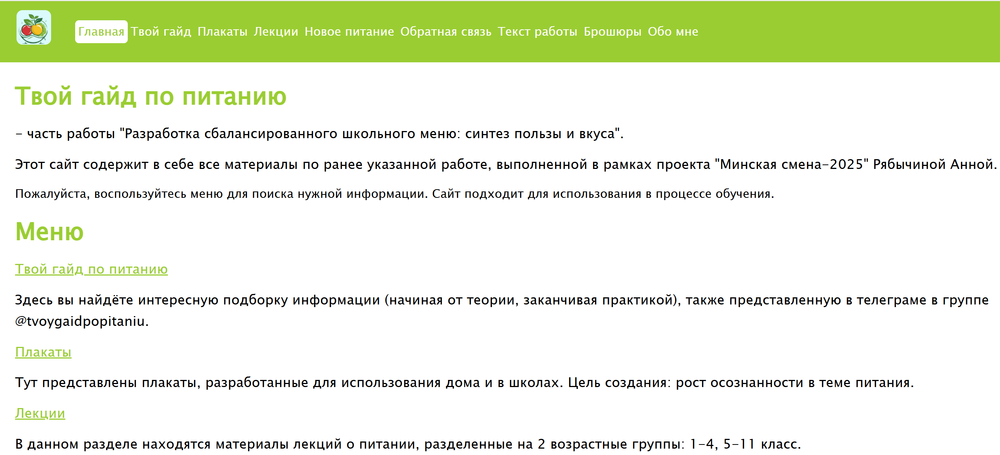 Главная Твой гайд Плакаты Лекции Новое питание Обратная связь Текст работы Брошюры Обо мне
Твой гайд по питанию
- часть работы "Разработка сбалансированного школьного меню: синтез пользы и вкуса".
Этот сайт содержит в себе все материалы по ранее указанной работе, выполненной в рамках проекта "Минская смена-2025" Рябычиной Анной.
Пожалуйста, воспользуйтесь меню для поиска нужной информации. Сайт подходит для использования в процессе обучения.
Меню
Твой гайд по питанию
Здесь вы найдёте интересную подборку информации (начиная от теории, заканчивая практикой), также представленную в телеграме в группе
@tvoygaidpopitaniu.
Плакаты
Тут представлены плакаты, разработанные для использования дома и в школах. Цель создания: рост осознанности в теме питания.
Лекции
В данном разделе находятся материалы лекций о питании, разделенные на 2 возрастные группы: 1-4, 5-11 класс.